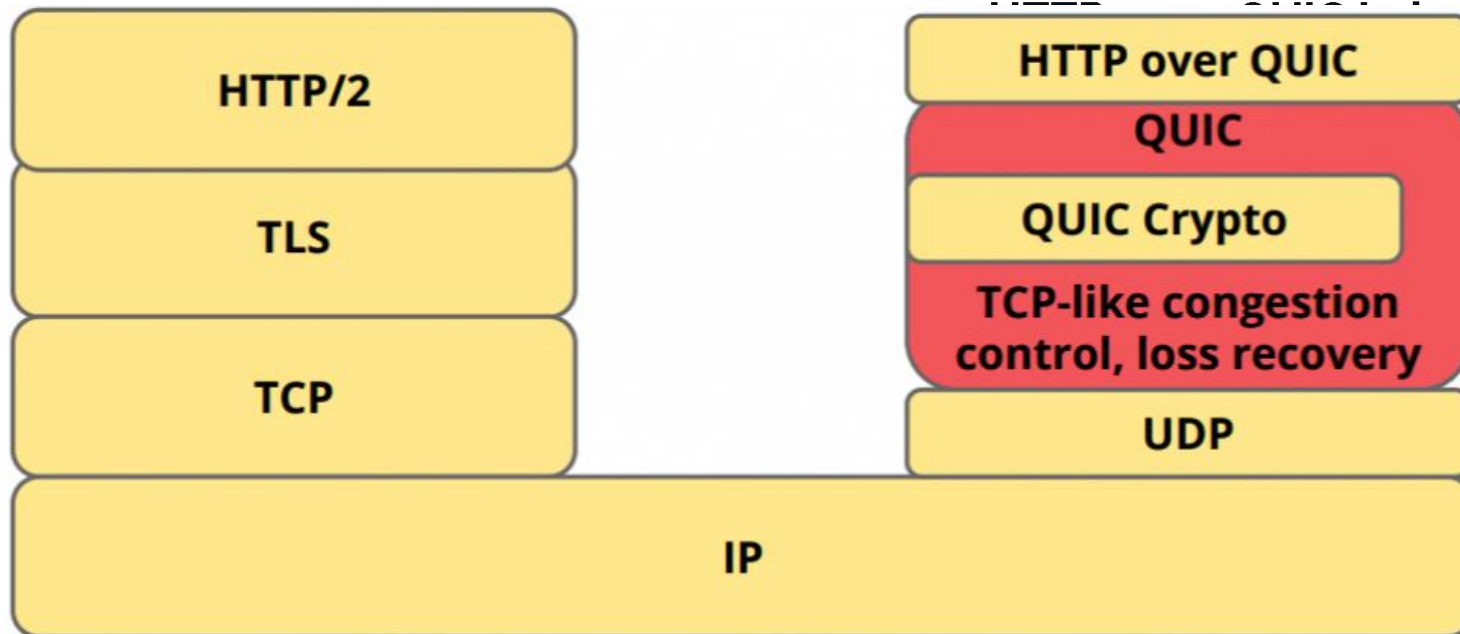 HTTP/2
TLS
TCP
HTTP over QUIC
QUIC
QUIC Crypto
TCP-like congestion
control, loss recovery
UDP
IP